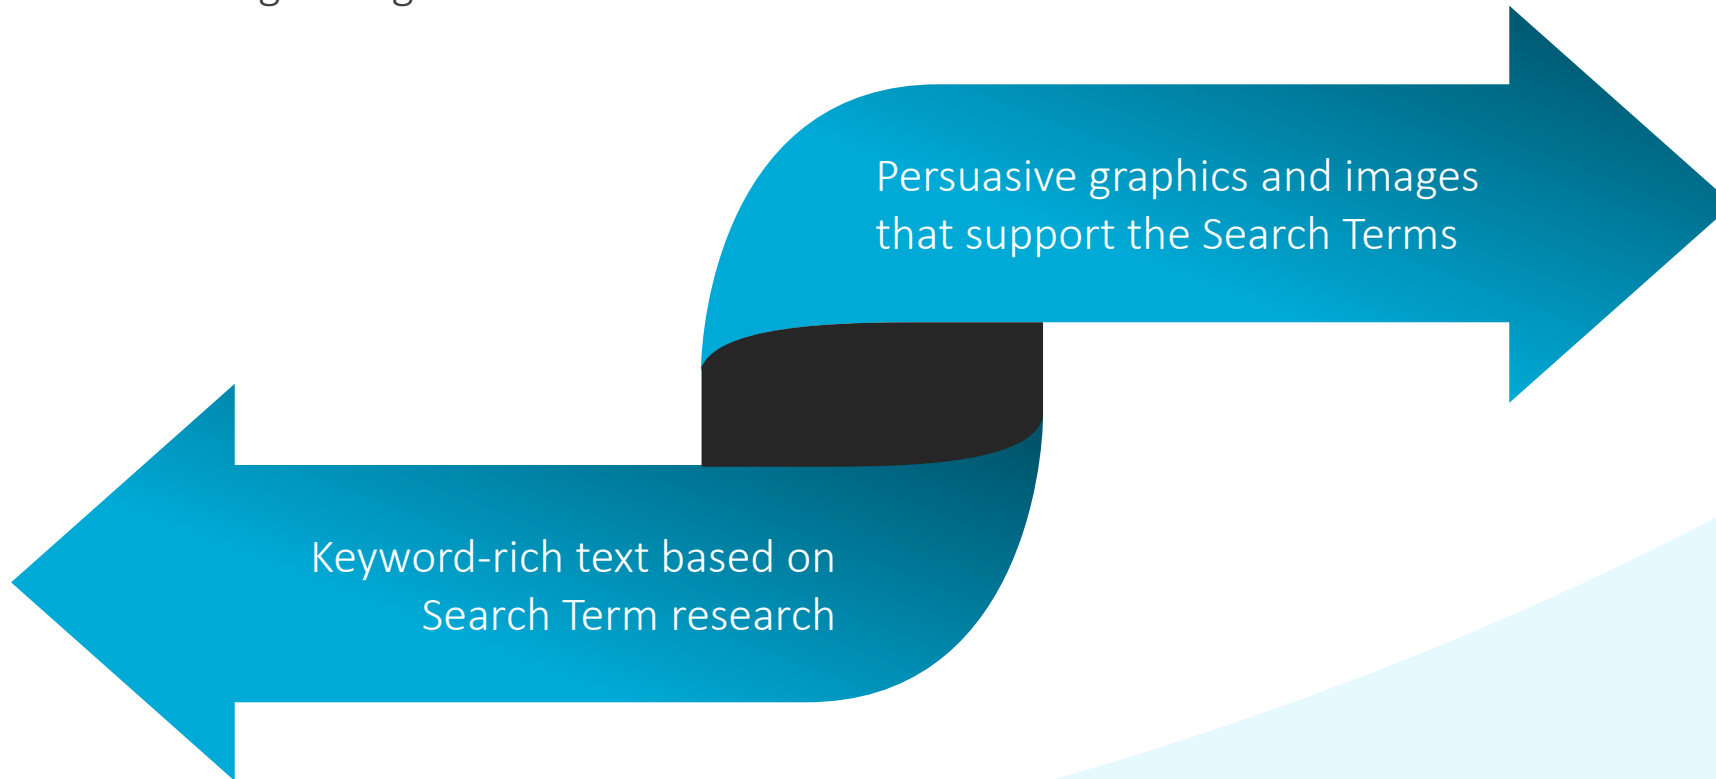 Persuasive graphics and images
that support the Search Terms
Keyword-rich text based on
Search Term research